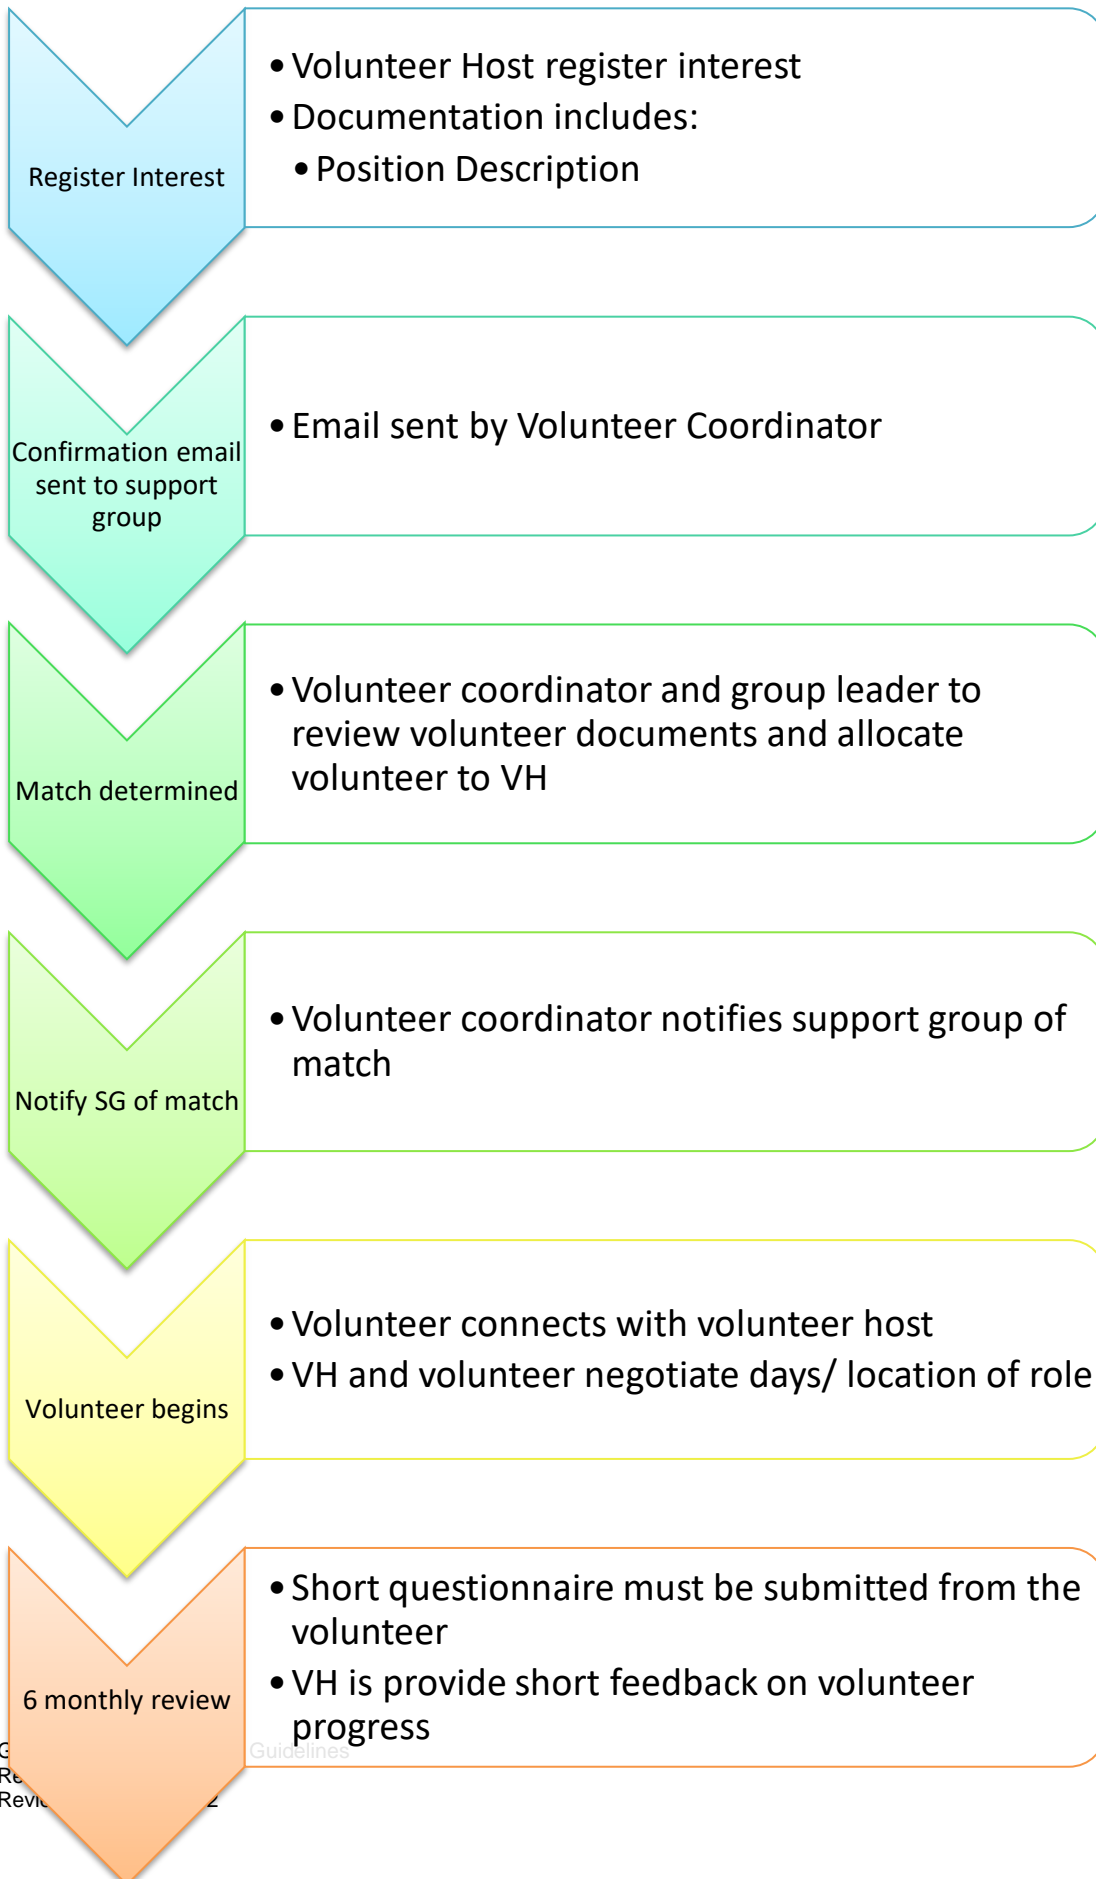 Register Interest
• Volunteer Host register interest
• Documentation includes:
• Position Description
Confirmation email
sent to support
group
• Email sent by Volunteer Coordinator
Match determined
• Volunteer coordinator and group leader to
review volunteer documents and allocate
volunteer to VH
Notify SG of match
• Volunteer coordinator notifies support group of
match
Volunteer begins
• Volunteer connects with volunteer host
• VH and volunteer negotiate days/ location of role
6 monthly review
• Short questionnaire must be submitted from the
volunteer
• VH is provide short feedback on volunteer
progress
Guidelines